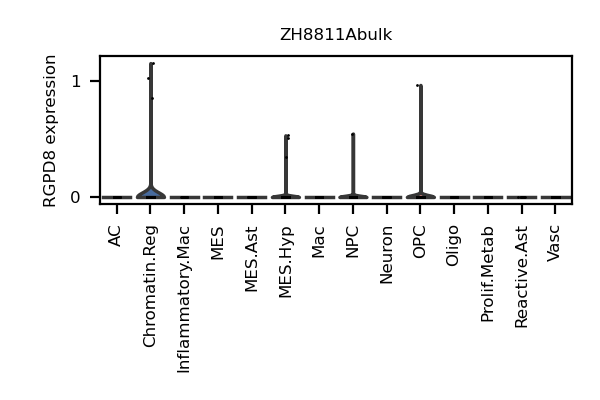 ZH8811Abulk
RGPD8 expression
1
0
AC
Chromatin.Reg
Inflammatory.Mac
MES
MES.Ast
MES.Hyp
Mac
NPC
Neuron
OPC
Oligo
Prolif.Metab
Reactive.Ast
Vasc